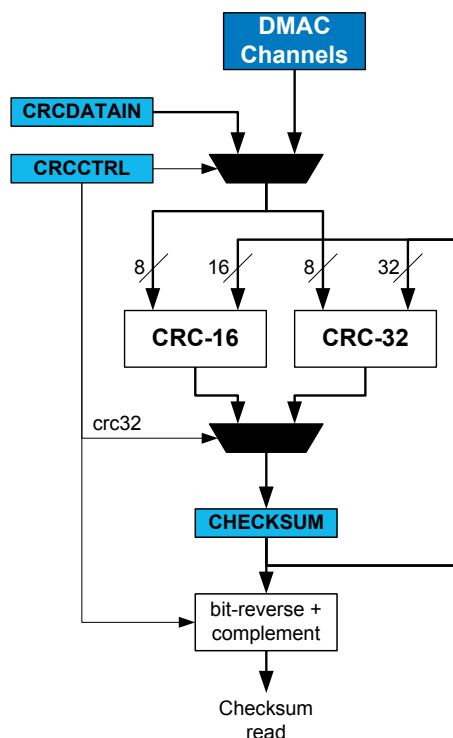 DMAC
Channels
CRCDATAIN
CRCCTRL
8
16
8
32
CRC-16
CRC-32
crc32
CHECKSUM
bit-reverse +
complement
Checksum
read